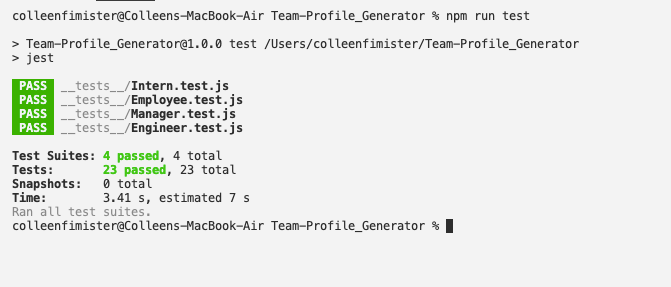 colleenfimister@Colleens-MacBook-Air Team-Profile_Generator % npm run test
> Team-Profile_Generator@1.0.0 test /Users/colleenfimister/Team-Profile_Generator
> jest
PASS __tests__/Intern.test.js
PASS __tests__/Employee.test.js
PASS __tests__/Manager.test.js
PASS __tests__/Engineer.test.js
Test Suites: 4 passed, 4 total
Tests: 23 passed, 23 total
Snapshots: 0 total
Time: 3.41 s, estimated 7 s
Ran all test suites.
colleenfimister@Colleens-MacBook-Air Team-Profile_Generator %